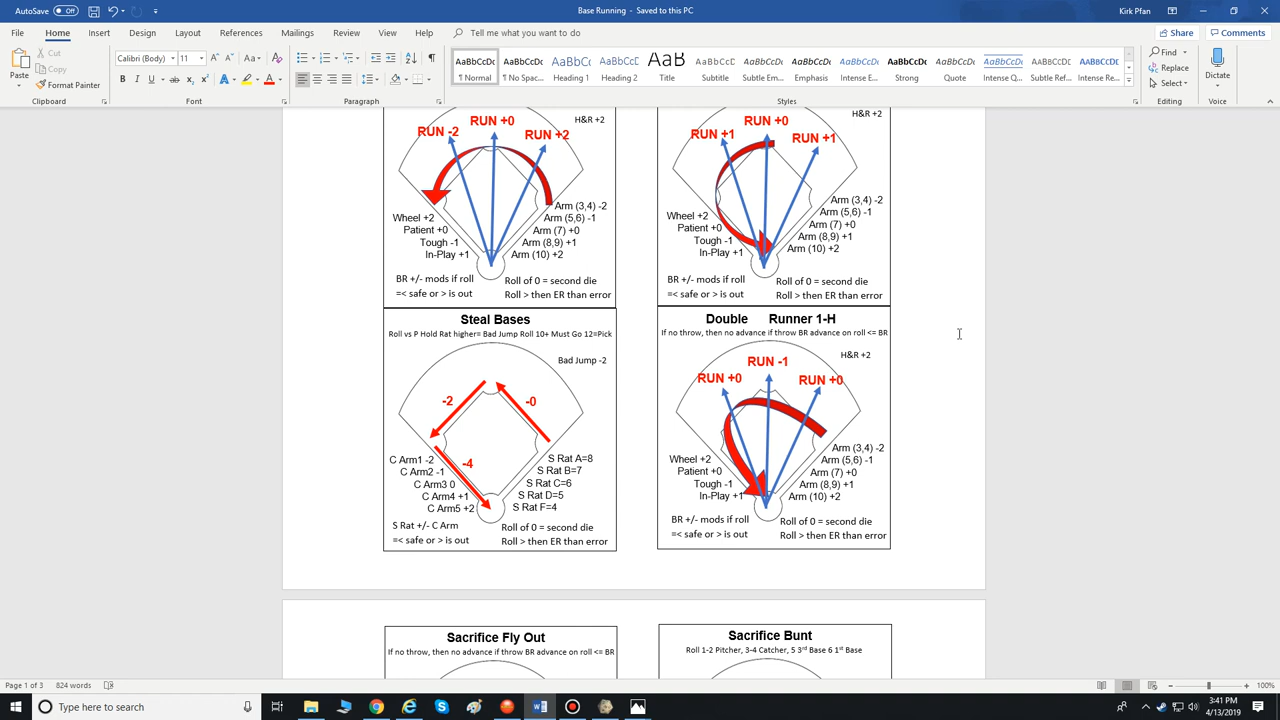 AutoSave Off
Base Running - Saved to this PC
Kirk Pfan
File Home Insert Design Layout References Mailings Review View Help Tell me what you want to do
Share Comments
Paste
Cut
Copy
Format Painter
Clipboard
Calibri (Body) 11
Font
Paragraph
AaBbCcDc AaBbCcDc AaBbCc AaBbCcC AaB AaBbCcC AaBbCcDc AaBbCcDc AaBbCcDc AaBbCcDc AaBbCcDc AaBbCcDc AaBbCcDc AaBbCcDc
¶ Normal ¶ No Spac... Heading 1 Heading 2 Title Subtitle Subtle Em... Emphasis Intense E... Strong Quote Intense Q... Subtle Ref... Intense Re...
Styles
Find
Replace
Select
Editing
Dictate
Voice
RUN -2 RUN +0 RUN +2
H&R +2
Wheel +2
Patient +0
Tough -1
In-Play +1
Arm (3,4) -2
Arm (5,6) -1
Arm (7) +0
Arm (8,9) +1
Arm (10) +2
BR +/- mods if roll
=< safe or > is out
Roll of 0 = second die
Roll > then ER than error
RUN +1 RUN +0 RUN +1
H&R +2
Wheel +2
Patient +0
Tough -1
In-Play +1
Arm (3,4) -2
Arm (5,6) -1
Arm (7) +0
Arm (8,9) +1
Arm (10) +2
BR +/- mods if roll
=< safe or > is out
Roll of 0 = second die
Roll > then ER than error
Steal Bases
Roll vs P Hold Rat higher= Bad Jump Roll 10+ Must Go 12=Pick
Bad Jump -2
-2 -0
-4
C Arm1 -2
C Arm2 -1
C Arm3 0
C Arm4 +1
C Arm5 +2
S Rat A=8
S Rat B=7
S Rat C=6
S Rat D=5
S Rat F=4
S Rat +/- C Arm
=< safe or > is out
Roll of 0 = second die
Roll > then ER than error
Double Runner 1-H
If no throw, then no advance if throw BR advance on roll <= BR
H&R +2
RUN +0 RUN -1 RUN +0
Wheel +2
Patient +0
Tough -1
In-Play +1
Arm (3,4) -2
Arm (5,6) -1
Arm (7) +0
Arm (8,9) +1
Arm (10) +2
BR +/- mods if roll
=< safe or > is out
Roll of 0 = second die
Roll > then ER than error
Sacrifice Fly Out
If no throw, then no advance if throw BR advance on roll <= BR
Sacrifice Bunt
Roll 1-2 Pitcher, 3-4 Catcher, 5 3rd Base 6 1st Base
Page 1 of 3 824 words
100%
Type here to search
3:41 PM
4/13/2019